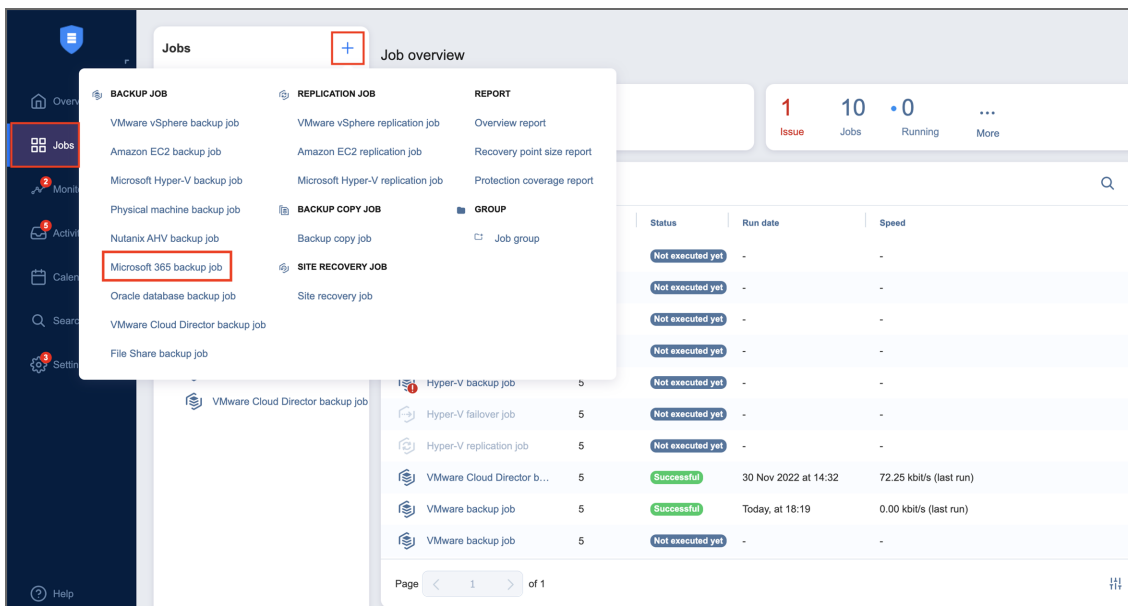 Jobs
+
Job overview
Overv
Jobs
2
Monit
5
Activi
Calen
Searc
3
Settin
Help
BACKUP JOB
VMware vSphere backup job
Amazon EC2 backup job
Microsoft Hyper-V backup job
Physical machine backup job
Nutanix AHV backup job
Microsoft 365 backup job
Oracle database backup job
VMware Cloud Director backup job
File Share backup job
REPLICATION JOB
VMware vSphere replication job
Amazon EC2 replication job
Microsoft Hyper-V replication job
BACKUP COPY JOB
Backup copy job
SITE RECOVERY JOB
Site recovery job
REPORT
Overview report
Recovery point size report
Protection coverage report
GROUP
Job group
VMware Cloud Director backup job
1 10 0 ...
Issue Jobs Running More
Status Run date Speed
Not executed yet - -
Not executed yet - -
Not executed yet - -
Not executed yet - -
Hyper-V backup job 5 Not executed yet - -
Hyper-V failover job 5 Not executed yet - -
Hyper-V replication job 5 Not executed yet - -
VMware Cloud Director b... 5 Successful 30 Nov 2022 at 14:32 72.25 kbit/s (last run)
VMware backup job 5 Successful Today, at 18:19 0.00 kbit/s (last run)
VMware backup job 5 Not executed yet - -
Page < 1 > of 1